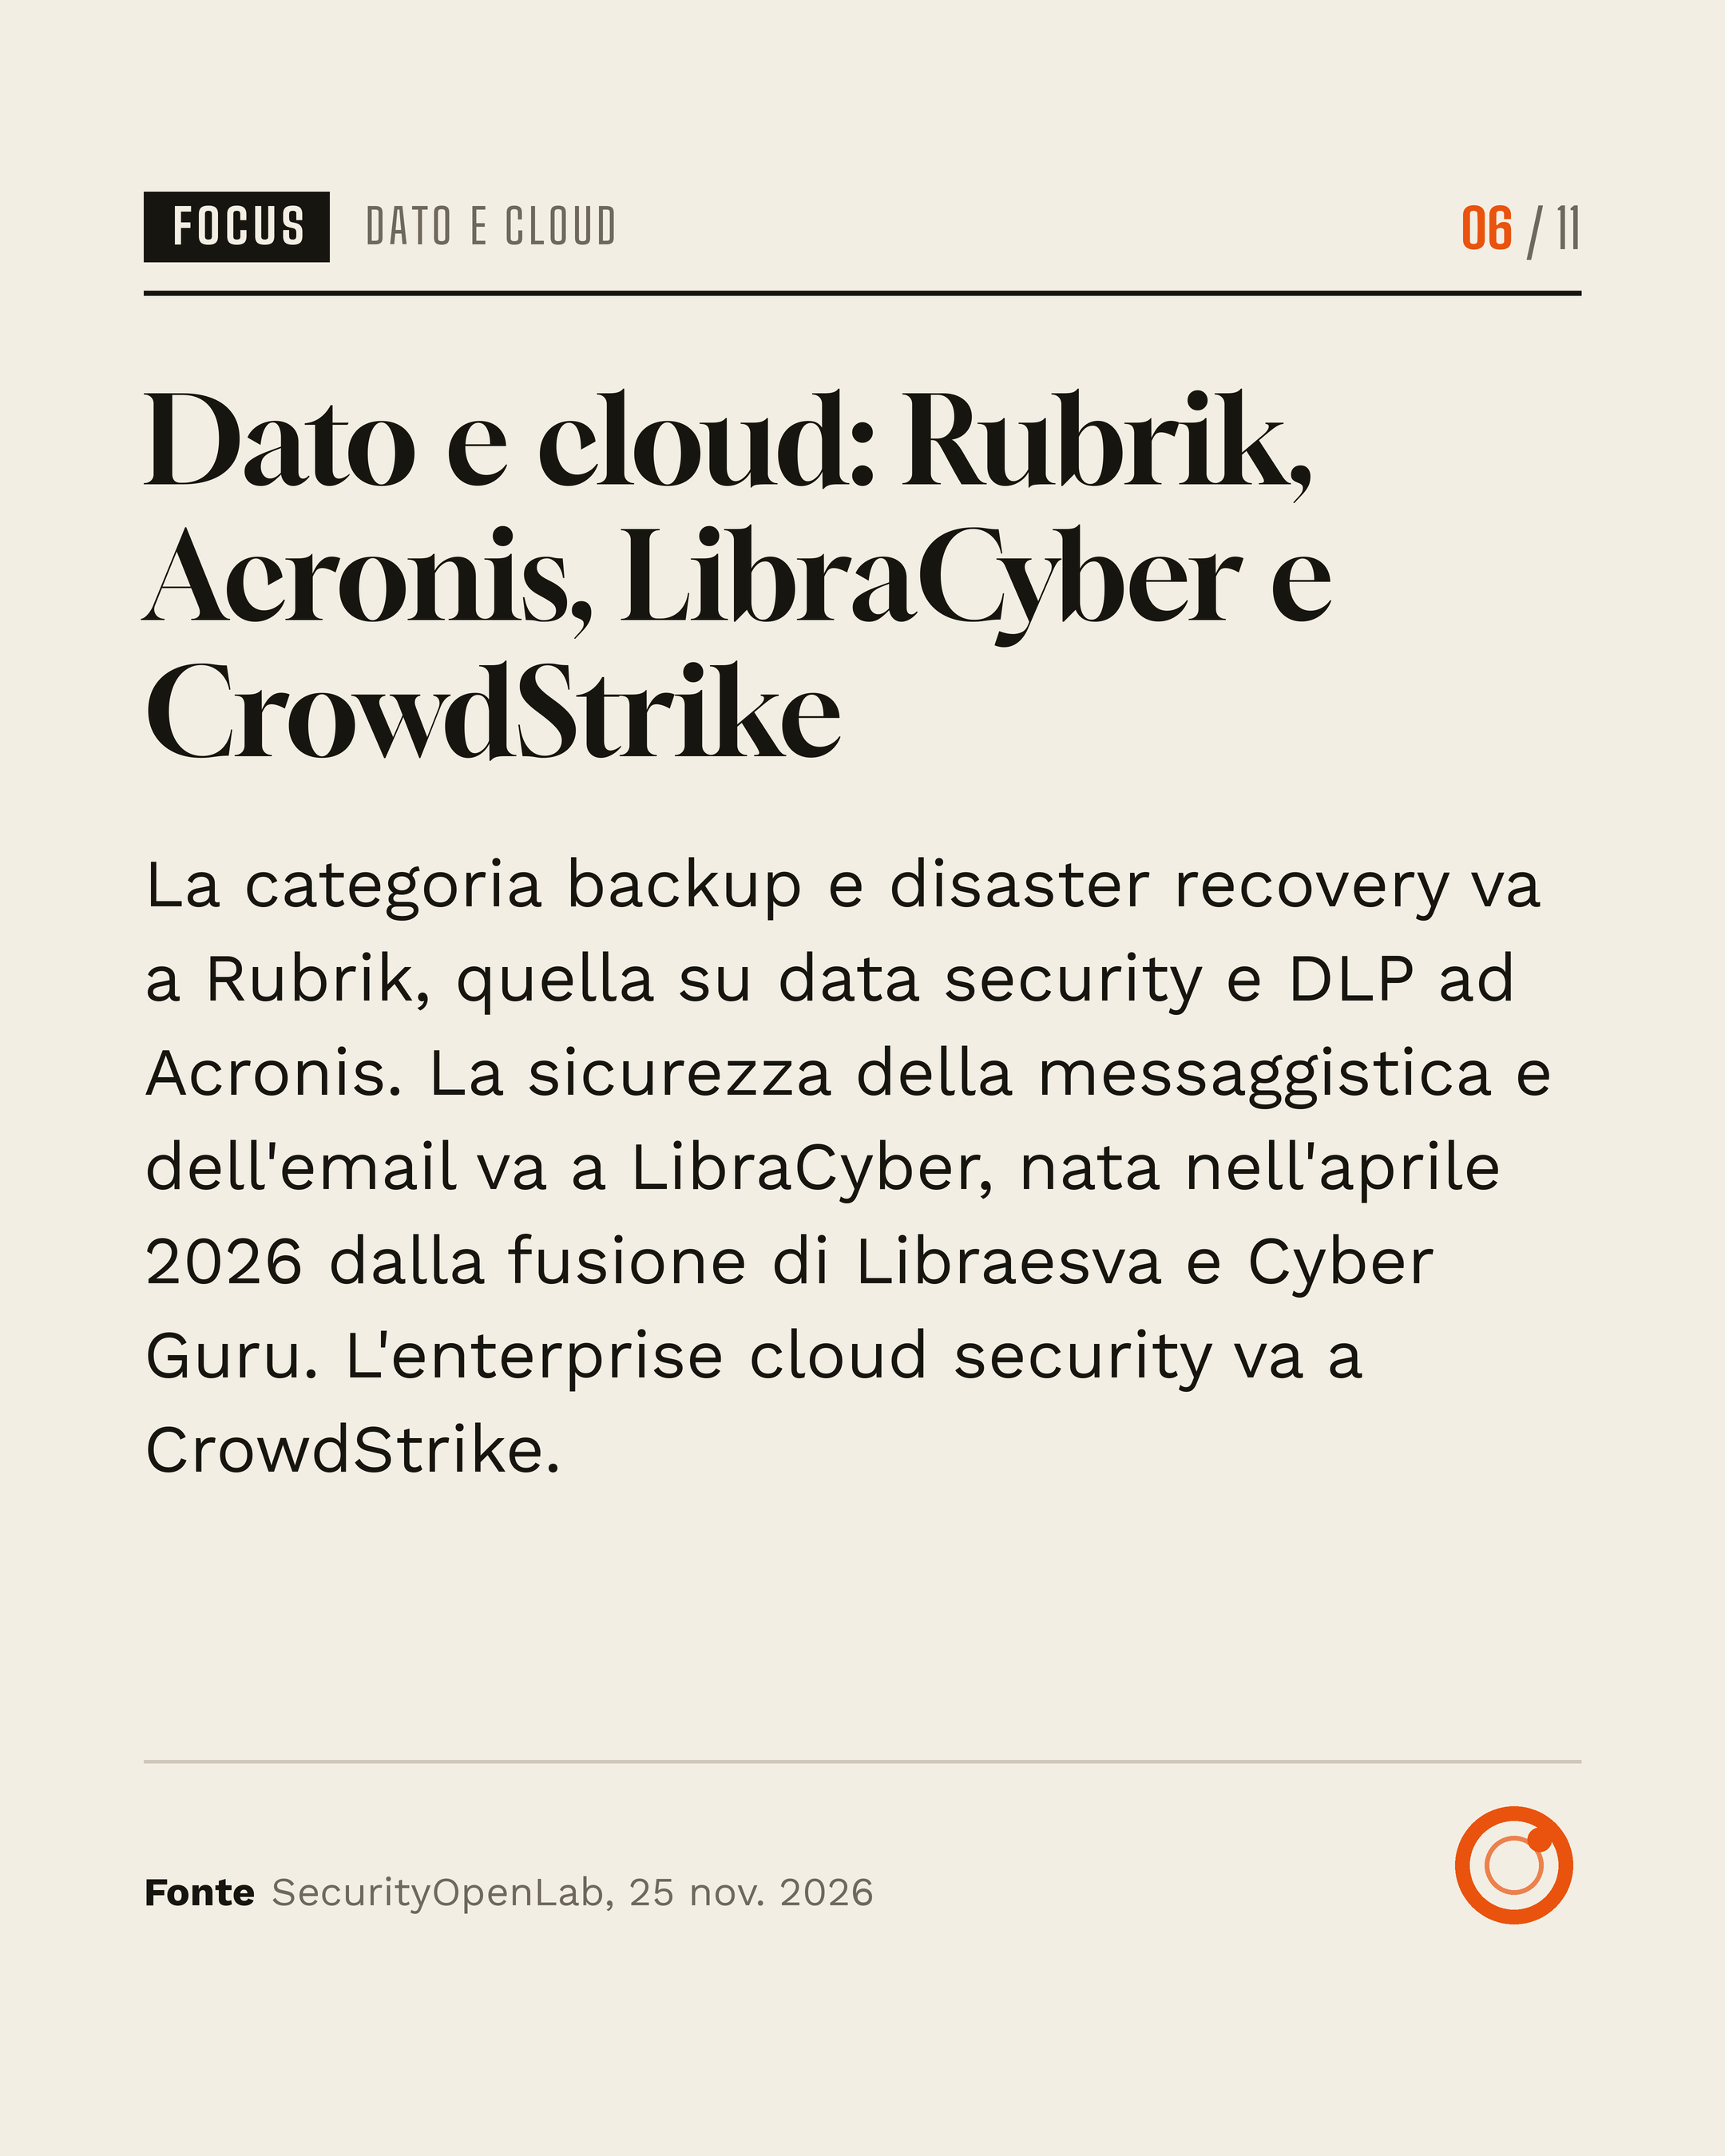 FOCUS DATO E CLOUD 06 / 11
Dato e cloud: Rubrik,
Acronis, LibraCyber e
CrowdStrike
La categoria backup e disaster recovery va
a Rubrik, quella su data security e DLP ad
Acronis. La sicurezza della messaggistica e
dell'email va a LibraCyber, nata nell'aprile
2026 dalla fusione di Libraesva e Cyber
Guru. L'enterprise cloud security va a
CrowdStrike.
Fonte SecurityOpenLab, 25 nov. 2026